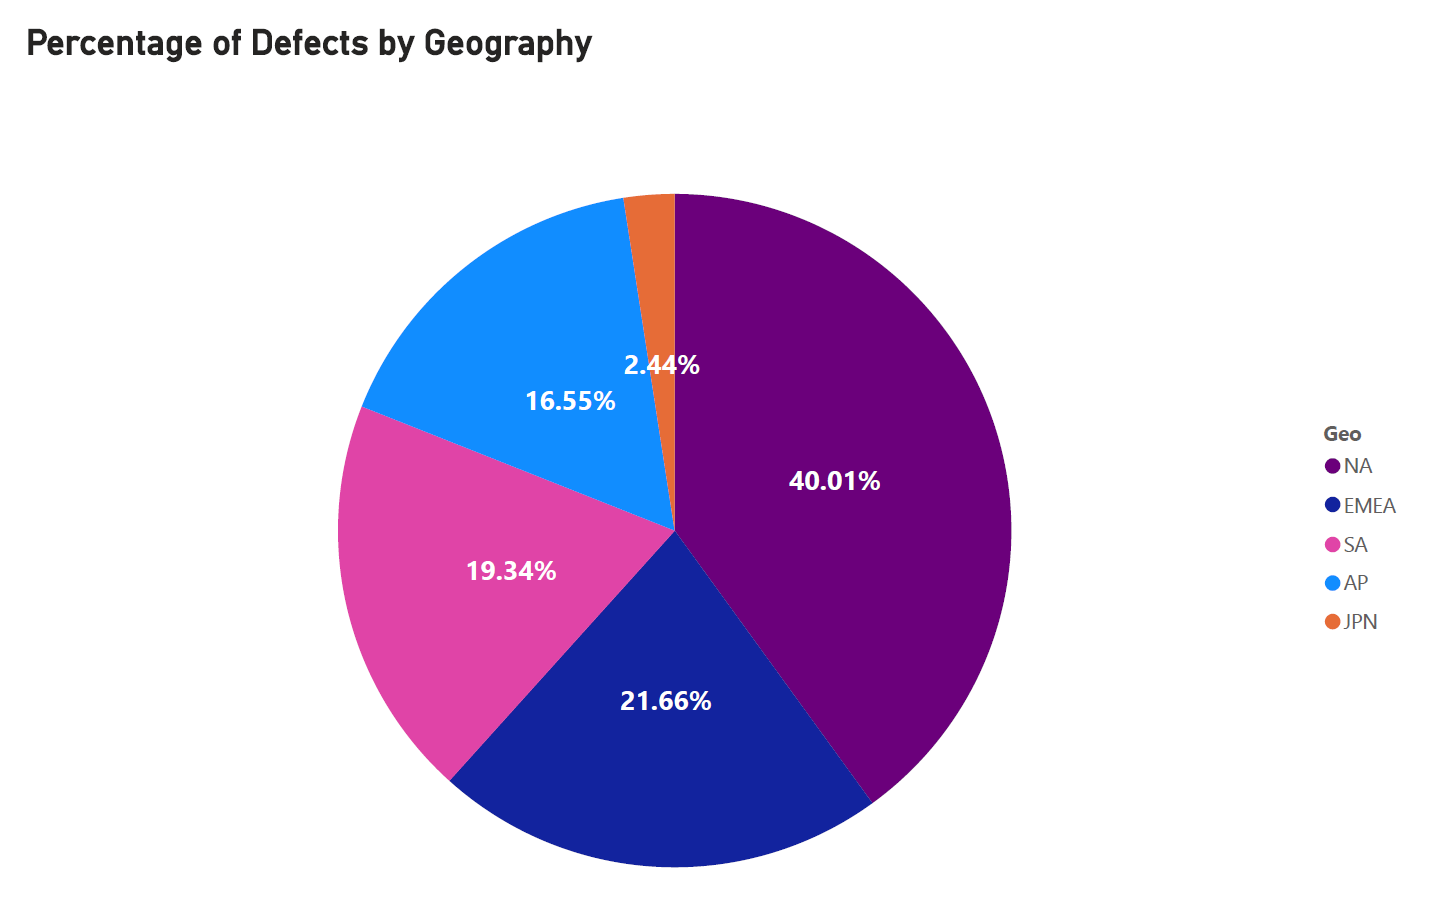 Percentage of Defects by Geography
2.44%
16.55%
40.01%
19.34%
21.66%
Geo
NA
EMEA
SA
AP
JPN